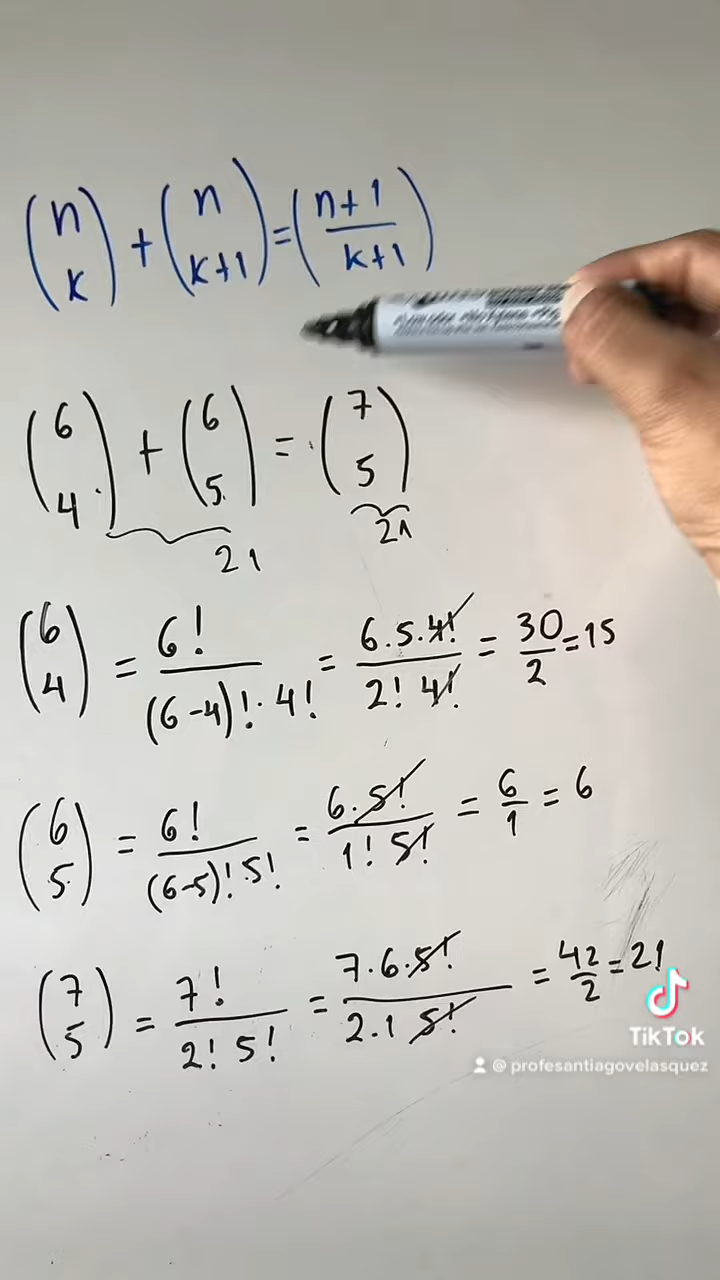 (n k) + (n k+1) = (n+1 / k+1)
(6 4) + (6 5) = (7 5)
21 21
(6 4) = 6! / (6-4)!·4! = 6·5·4! / 2! 4! = 30/2 = 15
(6 5) = 6! / (6-5)!·5! = 6·5! / 1! 5! = 6/1 = 6
(7 5) = 7! / 2! 5! = 7·6·5! / 2·1 5! = 42/2 = 21
TikTok
@profesantiagovelasquez